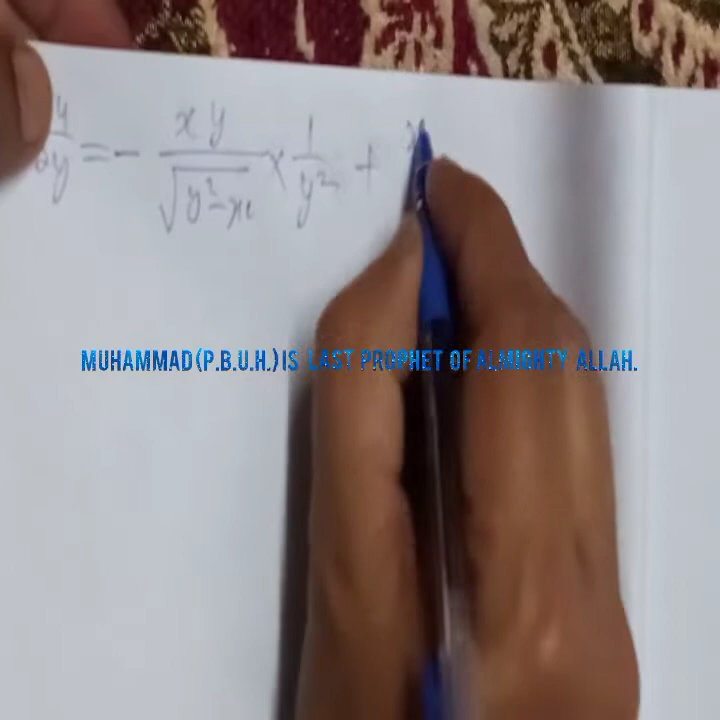 ∂y = - xy / √(y²-x²) × 1/y² + x
MUHAMMAD (P.B.U.H.) IS LAST PROPHET OF ALMIGHTY ALLAH.